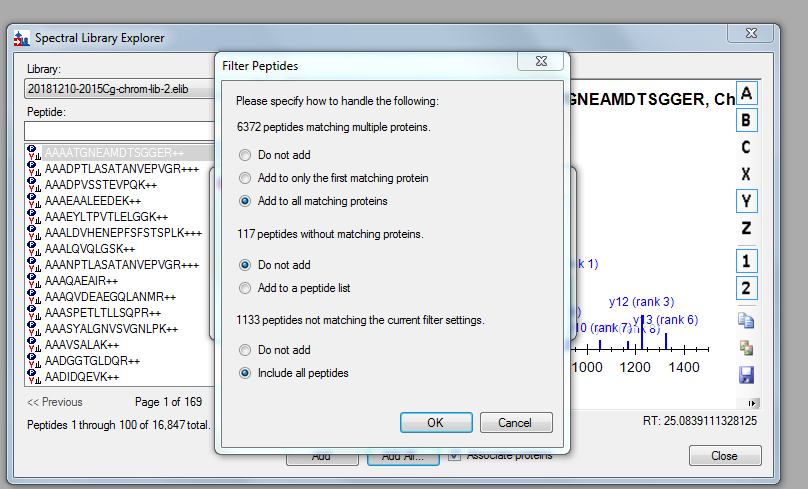 Spectral Library Explorer
Library:
20181210-2015Cg-chrom-lib-2.elib
Peptide:
AAAATGNEAMDTSGGER++
AAADPTLASATANVEPVGR+++
AAADPVSSTEVPQK++
AAAEAALEEDEK++
AAAEYLTPVTLELGGK++
AAALDVHENEPFSFSTSPLK+++
AAALQVQLGSK++
AAANPTLASATANVEPVGR+++
AAAQAEAIR++
AAAQVDEAEGQLANMR++
AAASPETLTLLSQPR++
AAASYALGNVSVGNLPK++
AAAVSALAK++
AADGGTGLDQR++
AADIDQEVK++
<< Previous
Page 1 of 169
Peptides 1 through 100 of 16,847 total.
Filter Peptides
Please specify how to handle the following:
6372 peptides matching multiple proteins.
Do not add
Add to only the first matching protein
Add to all matching proteins
117 peptides without matching proteins.
Do not add
Add to a peptide list
1133 peptides not matching the current filter settings.
Do not add
Include all peptides
OK
Cancel
GNEAMDTSGGER, Ch
k 1)
y12 (rank 3)
y13 (rank 6)
10 (rank 7)
1000 1200 1400
A
B
C
X
Y
Z
1
2
RT: 25.0839111328125
Add
Add All...
Associate proteins
Close